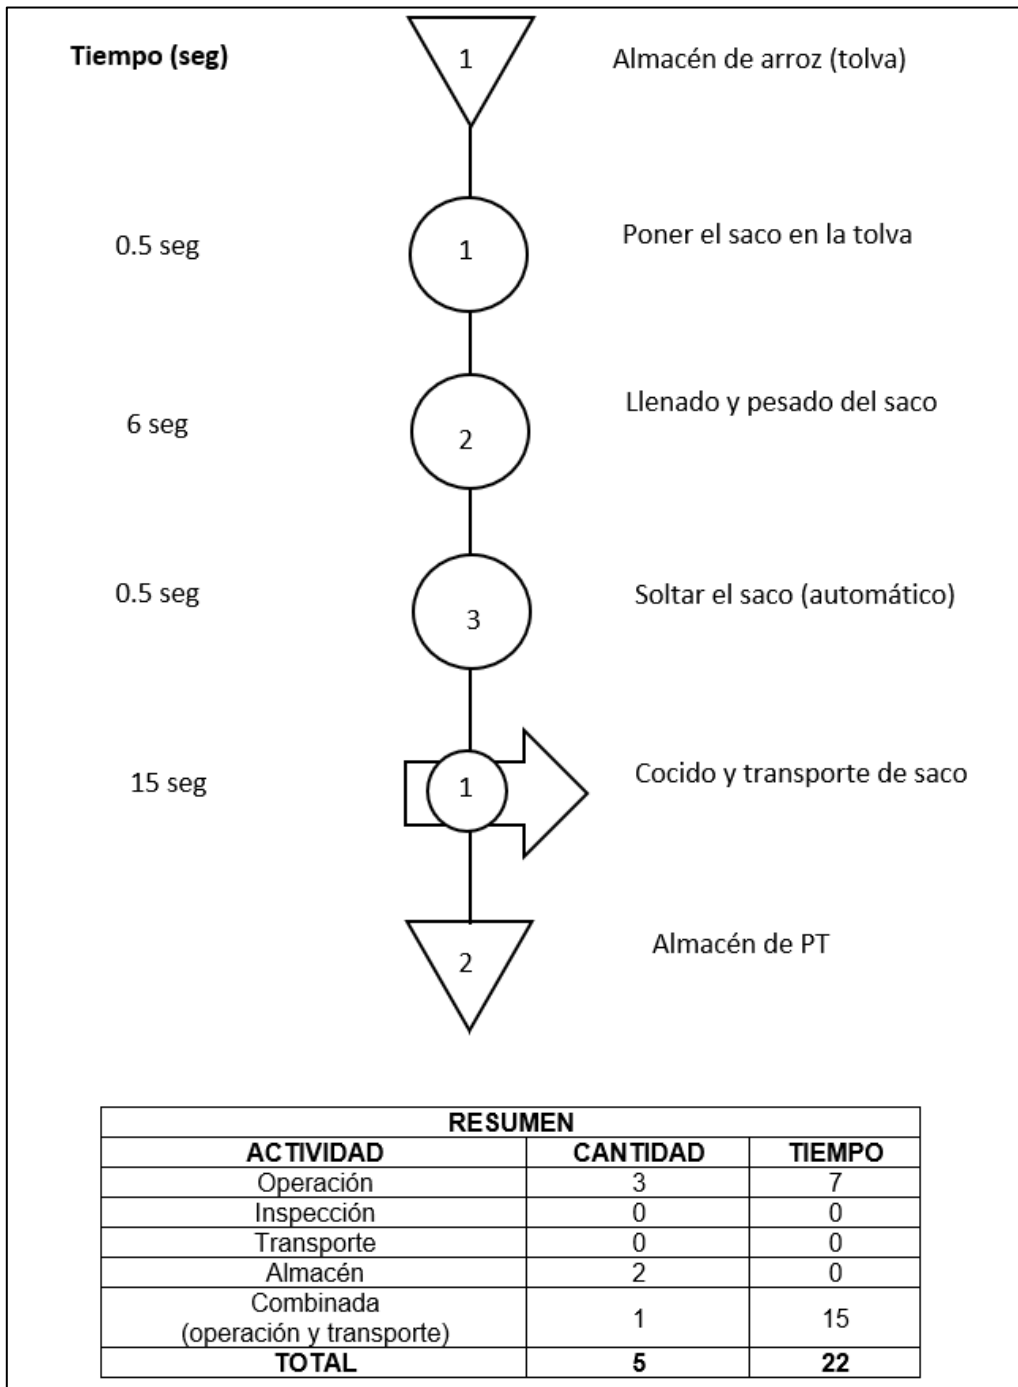 Tiempo (seg)
1
Almacén de arroz (tolva)
0.5 seg
1
Poner el saco en la tolva
6 seg
2
Llenado y pesado del saco
0.5 seg
3
Soltar el saco (automático)
15 seg
1
Cocido y transporte de saco
2
Almacén de PT
RESUMEN
ACTIVIDAD CANTIDAD TIEMPO
Operación 3 7
Inspección 0 0
Transporte 0 0
Almacén 2 0
Combinada
(operación y transporte) 1 15
TOTAL 5 22